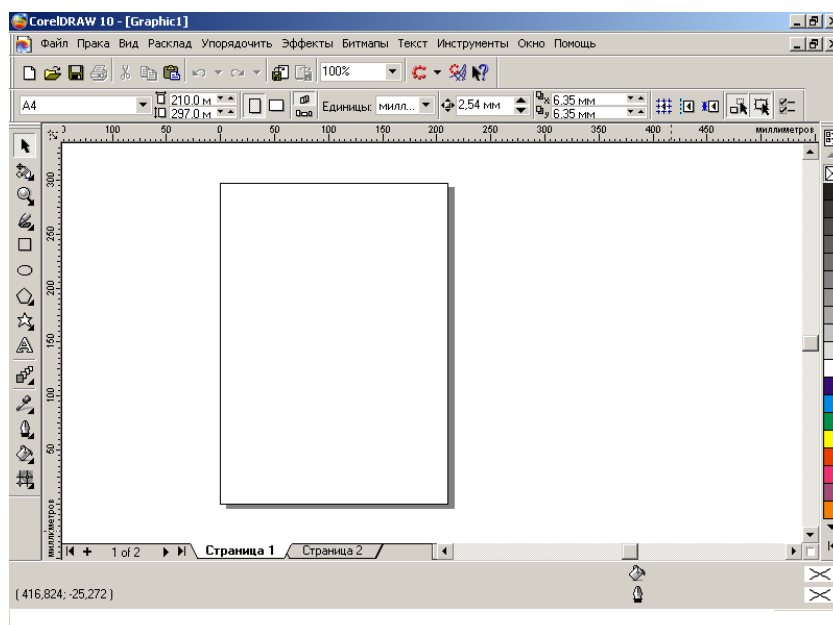 CorelDRAW 10 - [Graphic1]
Файл Прака Вид Расклад Упорядочить Эффекты Битмапы Текст Инструменты Окно Помощь
100%
A4 210.0 м 297.0 м Единицы: милл... 2,54 мм 6.35 мм 6.35 мм
100 50 0 50 100 150 200 250 300 350 400 450 миллиметров
300
250
200
150
100
50
миллиметров
1 of 2 Страница 1 Страница 2
( 416,824; -25,272 )